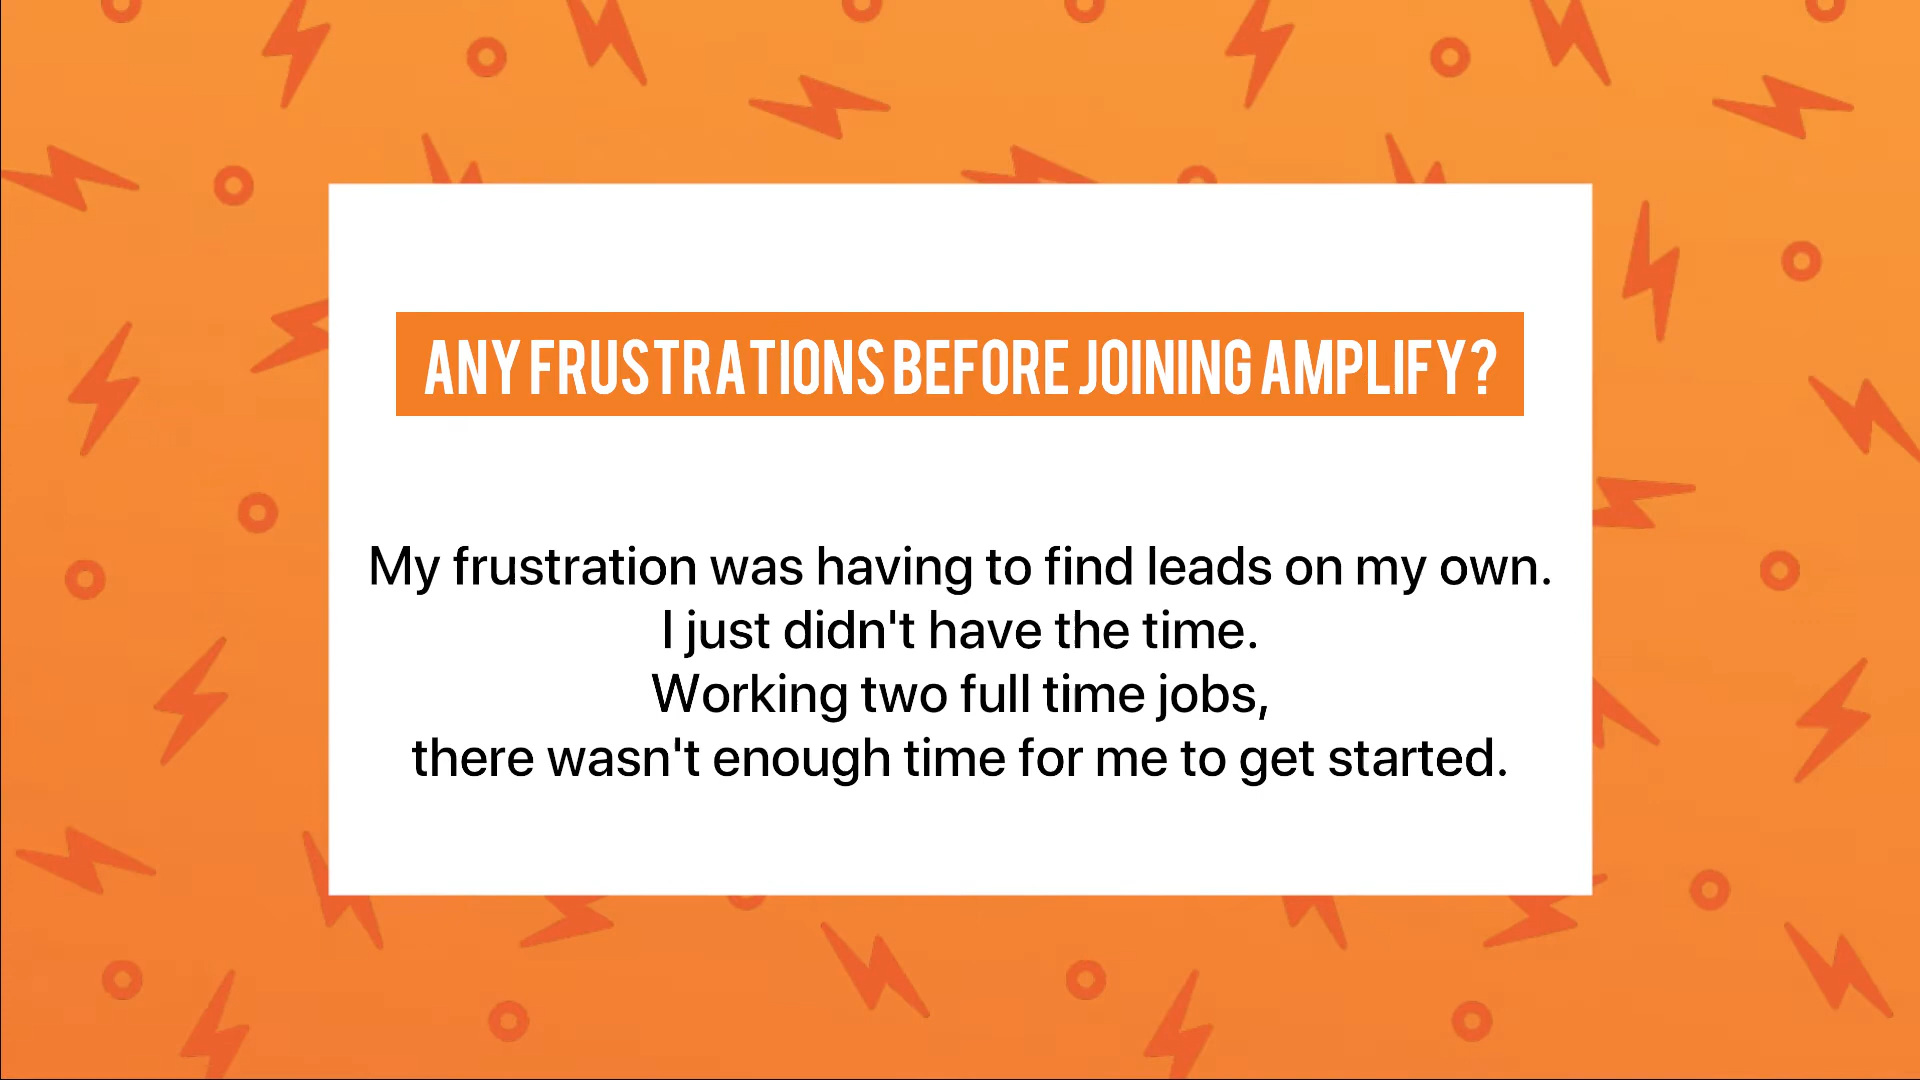 ANY FRUSTRATIONS BEFORE JOINING AMPLIFY?
My frustration was having to find leads on my own.
I just didn't have the time.
Working two full time jobs,
there wasn't enough time for me to get started.